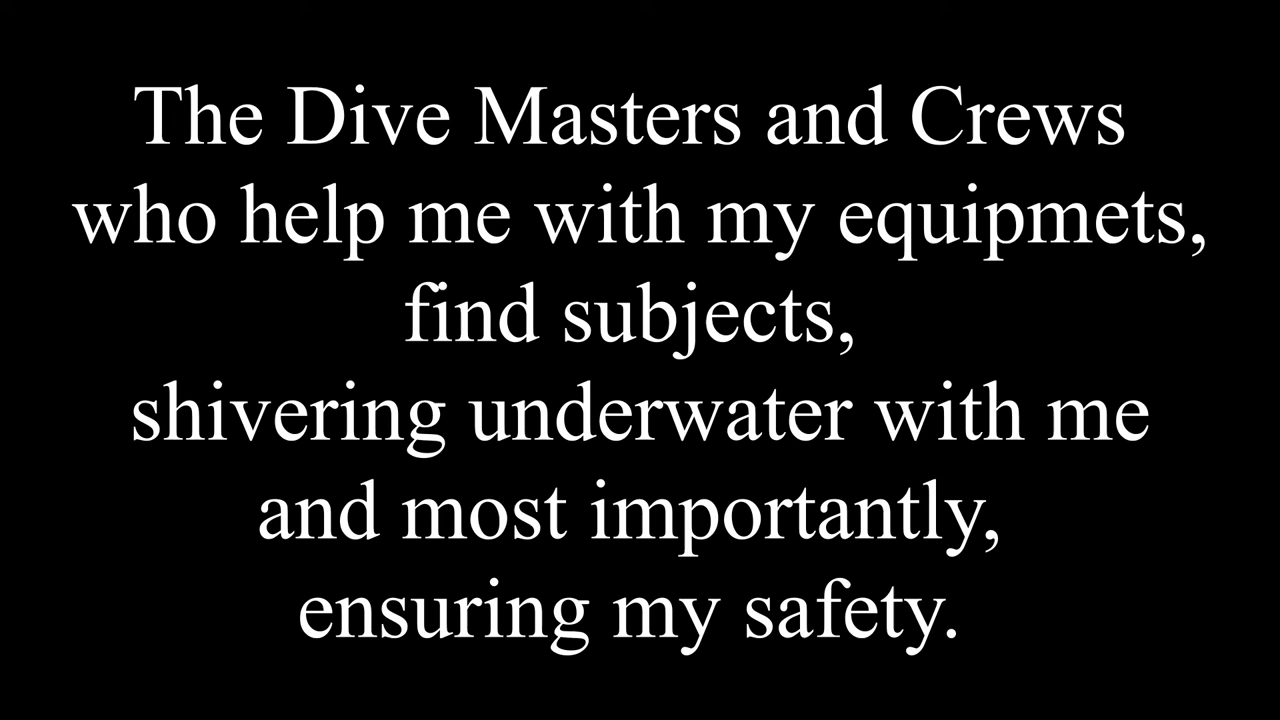 The Dive Masters and Crews
who help me with my equipmets,
find subjects,
shivering underwater with me
and most importantly,
ensuring my safety.